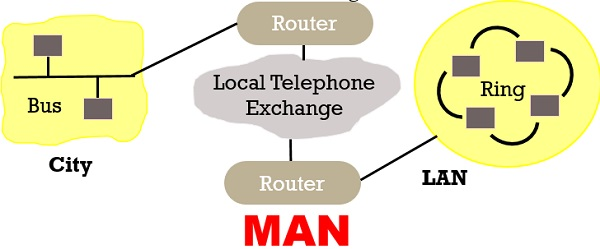 Router
Local Telephone
Exchange
Bus
Ring
City
Router
LAN
MAN